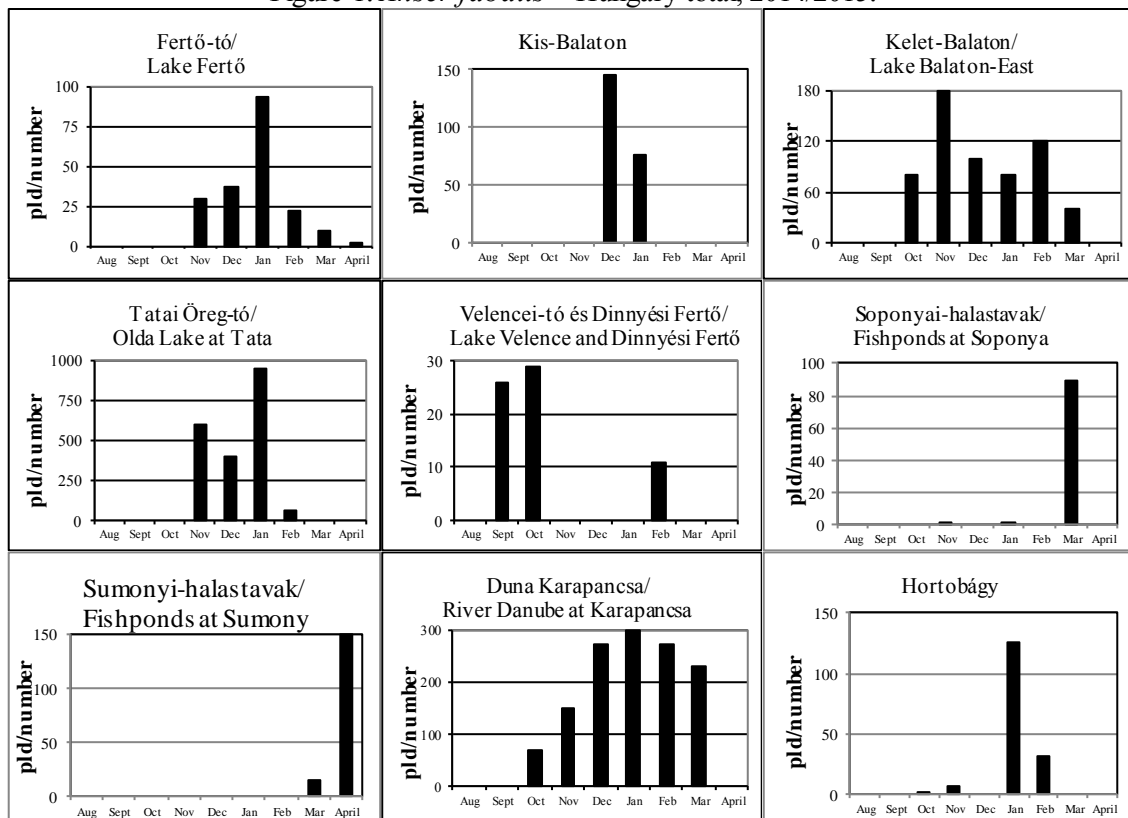 Figure 1.Anser fabalis – Hungary total, 2014/2015.
Fertő-tó/
Lake Fertő
pld/number
100
75
50
25
0
Aug Sept Oct Nov Dec Jan Feb Mar April
Kis-Balaton
pld/number
150
100
50
0
Aug Sept Oct Nov Dec Jan Feb Mar April
Kelet-Balaton/
Lake Balaton-East
pld/number
180
120
60
0
Aug Sept Oct Nov Dec Jan Feb Mar April
Tatai Öreg-tó/
Olda Lake at Tata
pld/number
1000
750
500
250
0
Aug Sept Oct Nov Dec Jan Feb Mar April
Velencei-tó és Dinnyési Fertő/
Lake Velence and Dinnyési Fertő
pld/number
30
20
10
0
Aug Sept Oct Nov Dec Jan Feb Mar April
Soponyai-halastavak/
Fishponds at Soponya
pld/number
100
80
60
40
20
0
Aug Sept Oct Nov Dec Jan Feb Mar April
Sumonyi-halastavak/
Fishponds at Sumony
pld/number
150
100
50
0
Aug Sept Oct Nov Dec Jan Feb Mar April
Duna Karapancsa/
River Danube at Karapancsa
pld/number
300
200
100
0
Aug Sept Oct Nov Dec Jan Feb Mar April
Hortobágy
pld/number
150
100
50
0
Aug Sept Oct Nov Dec Jan Feb Mar April